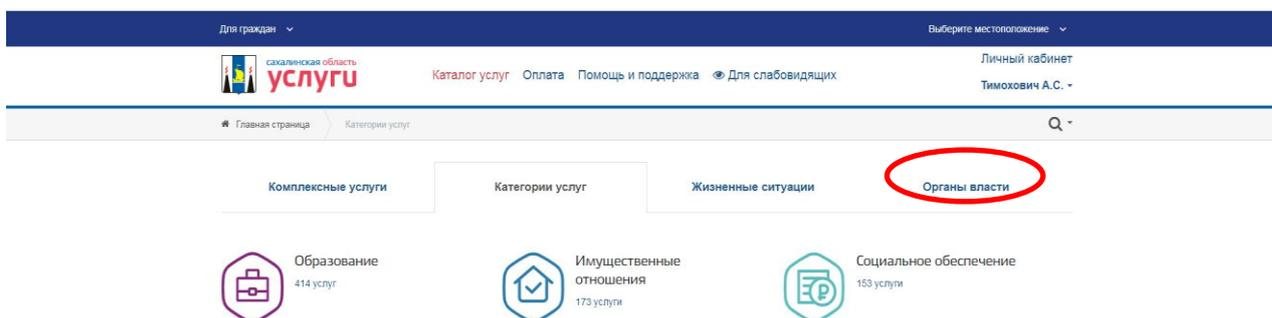 Для граждан
Выберите местоположение
сахалинская область
услуги
Каталог услуг Оплата Помощь и поддержка Для слабовидящих
Личный кабинет
Тимохович А.С.
Главная страница Категории услуг
Комплексные услуги Категории услуг Жизненные ситуации Органы власти
Образование
414 услуг
Имущественные
отношения
173 услуги
Социальное обеспечение
153 услуги